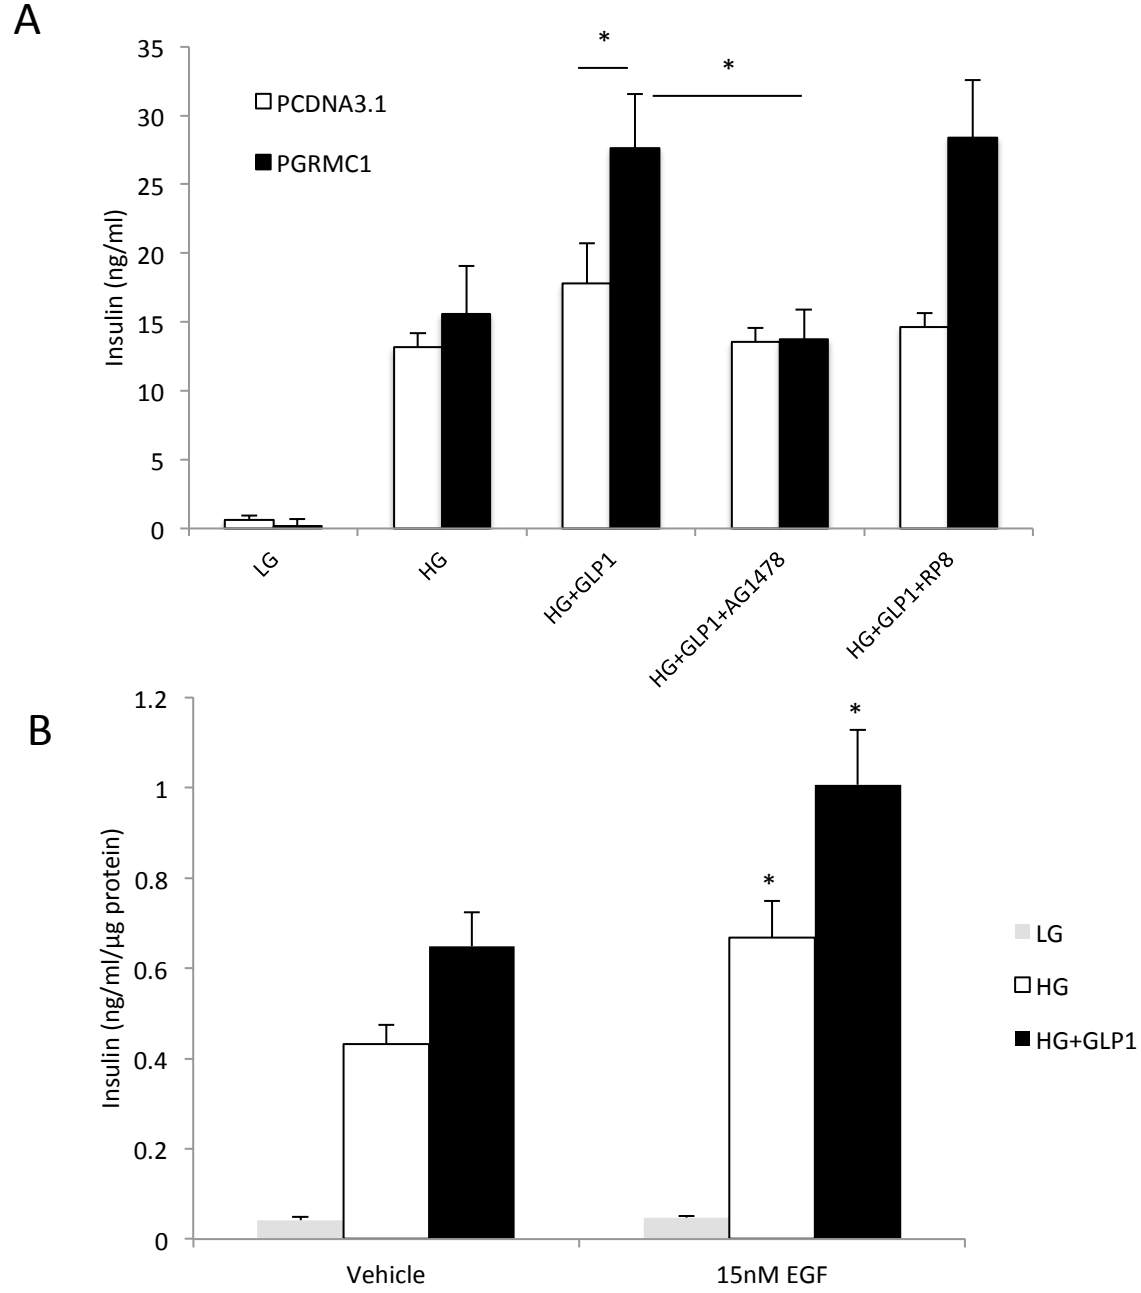 A
*
*
35
30
25
20
15
10
5
0
Insulin (ng/ml)
PCDNA3.1
PGRMC1
LG
HG
HG+GLP1
HG+GLP1+AG1478
HG+GLP1+RP8
B
1.2
1
0.8
0.6
0.4
0.2
0
Insulin (ng/ml/µg protein)
*
*
LG
HG
HG+GLP1
Vehicle
15nM EGF